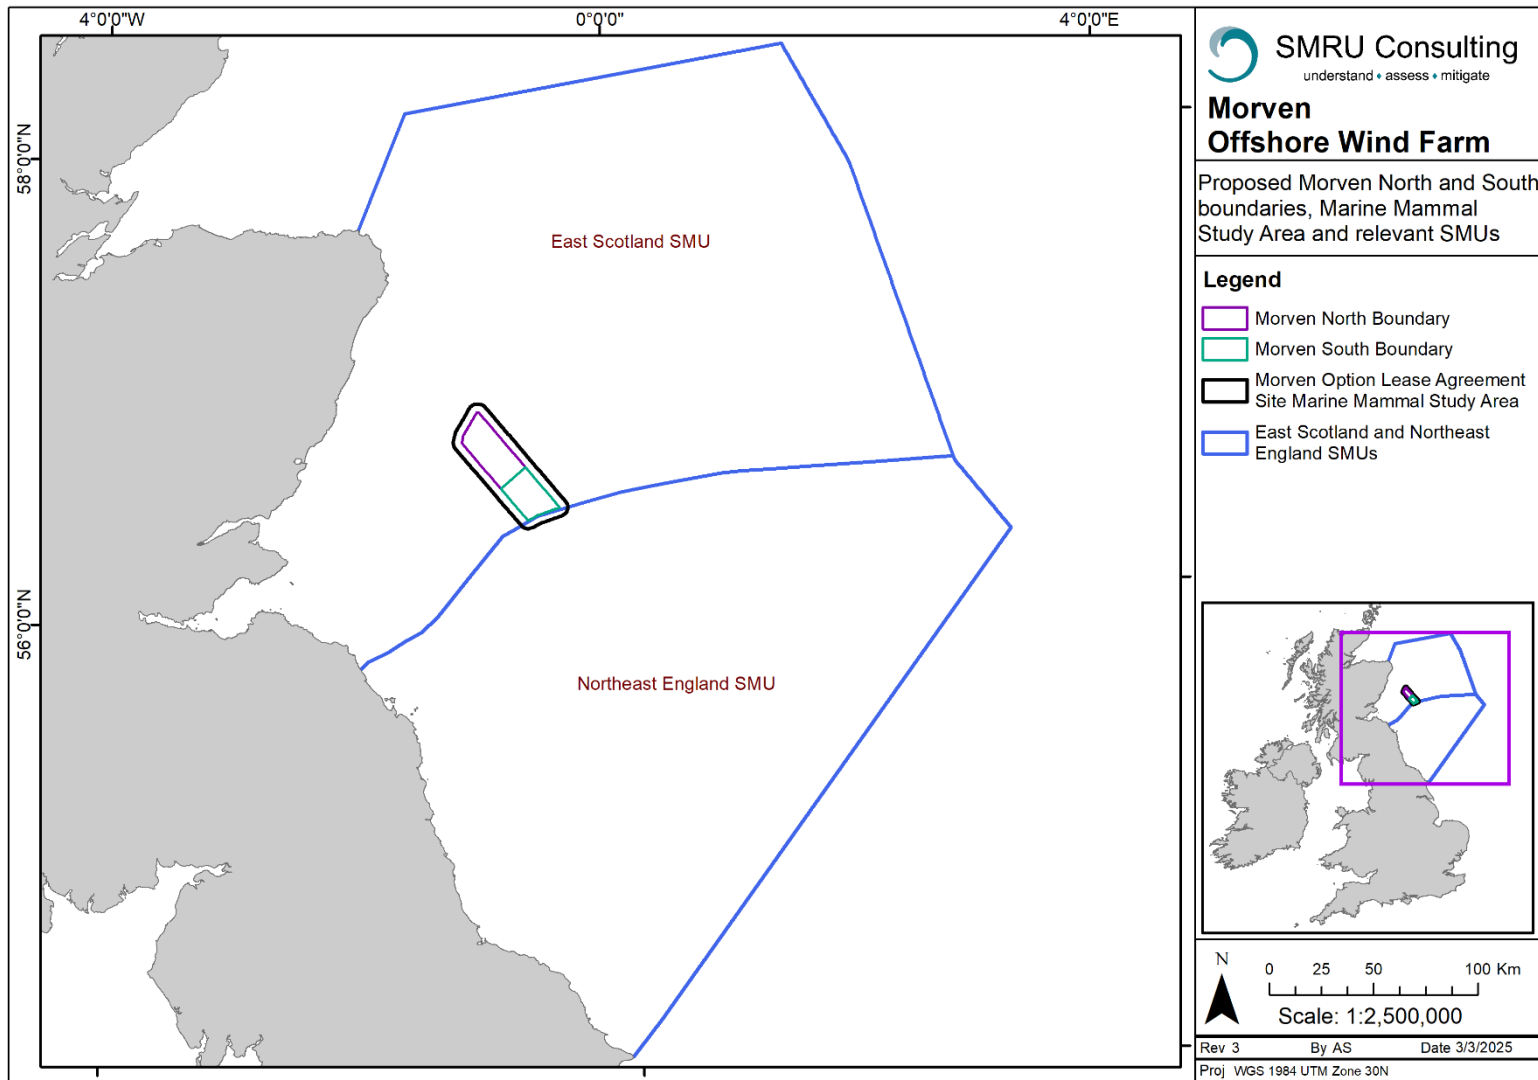 4°0'0"W
0°0'0"
4°0'0"E
58°0'0"N
56°0'0"N
East Scotland SMU
Northeast England SMU
SMRU Consulting
understand • assess • mitigate
Morven
Offshore Wind Farm
Proposed Morven North and South
boundaries, Marine Mammal
Study Area and relevant SMUs
Legend
Morven North Boundary
Morven South Boundary
Morven Option Lease Agreement
Site Marine Mammal Study Area
East Scotland and Northeast
England SMUs
N
0 25 50 100 Km
Scale: 1:2,500,000
Rev 3 By AS Date 3/3/2025
Proj WGS 1984 UTM Zone 30N